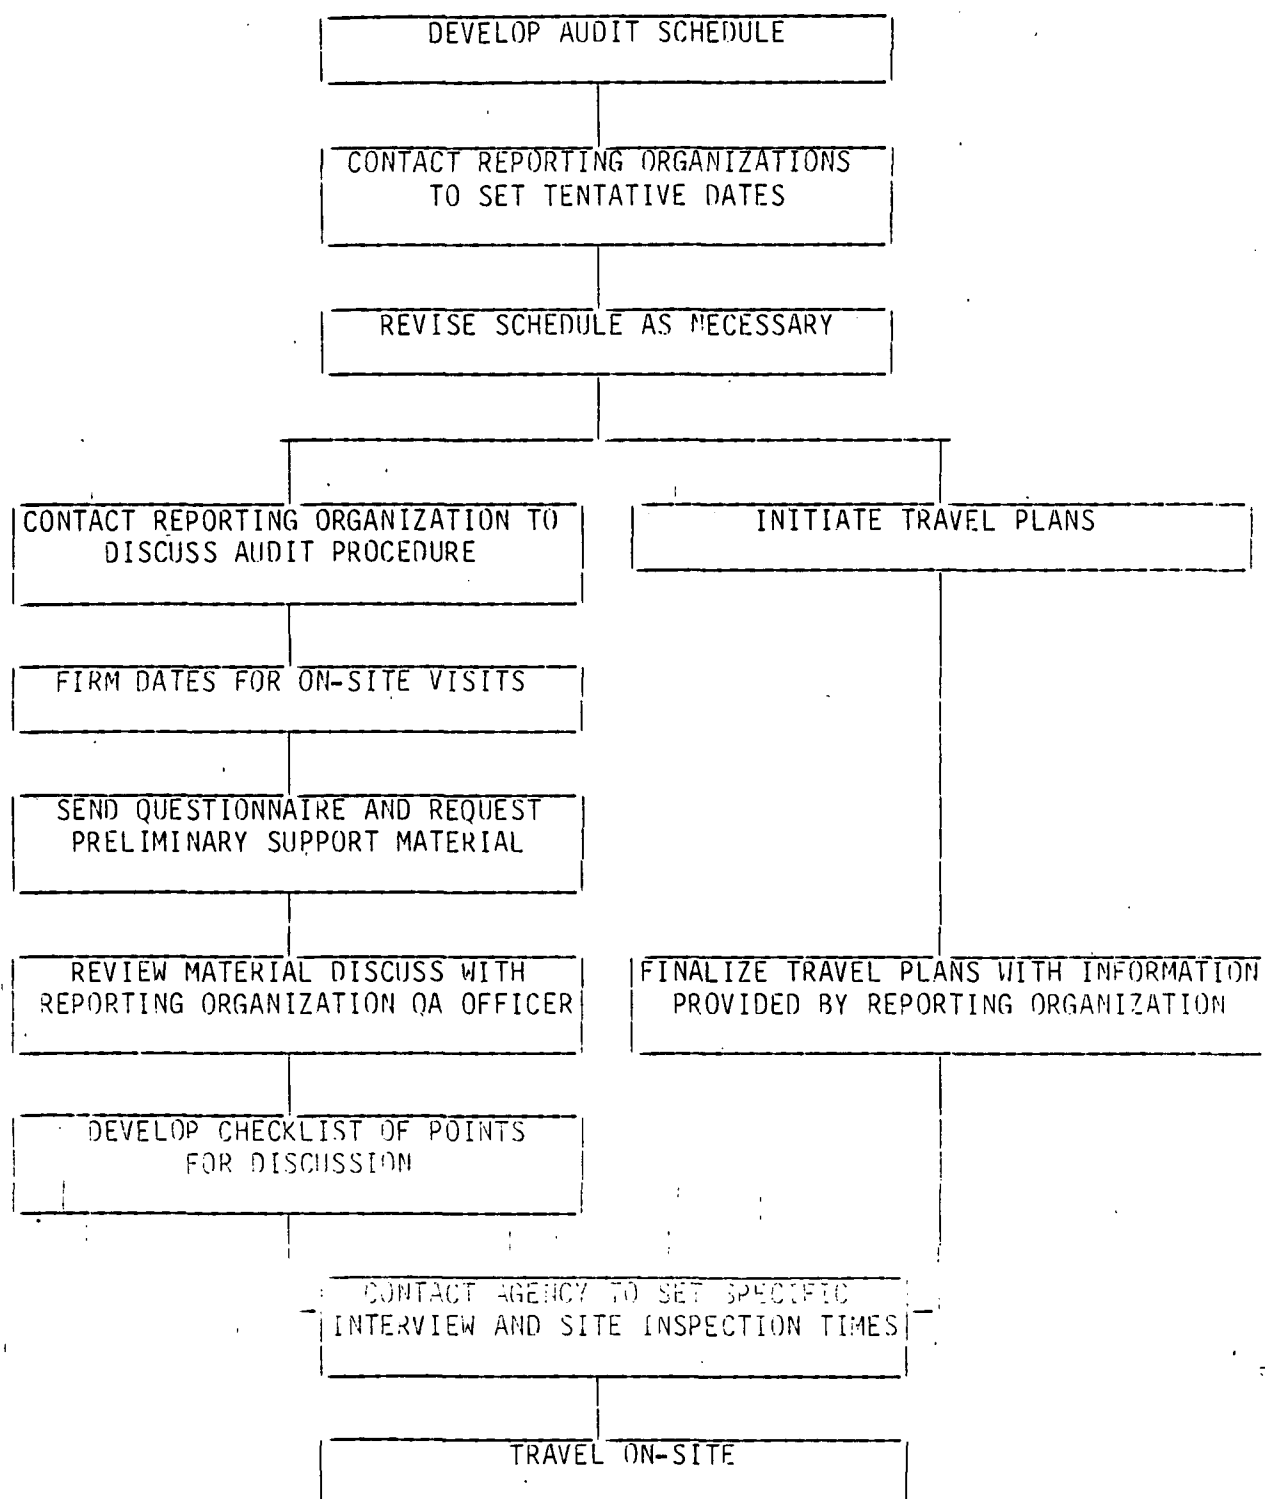 DEVELOP AUDIT SCHEDULE
CONTACT REPORTING ORGANIZATIONS
TO SET TENTATIVE DATES
REVISE SCHEDULE AS NECESSARY
CONTACT REPORTING ORGANIZATION TO
DISCUSS AUDIT PROCEDURE
INITIATE TRAVEL PLANS
FIRM DATES FOR ON-SITE VISITS
SEND QUESTIONNAIRE AND REQUEST
PRELIMINARY SUPPORT MATERIAL
REVIEW MATERIAL DISCUSS WITH
REPORTING ORGANIZATION QA OFFICER
FINALIZE TRAVEL PLANS WITH INFORMATION
PROVIDED BY REPORTING ORGANIZATION
DEVELOP CHECKLIST OF POINTS
FOR DISCUSSION
CONTACT AGENCY TO SET SPECIFIC
INTERVIEW AND SITE INSPECTION TIMES
TRAVEL ON-SITE